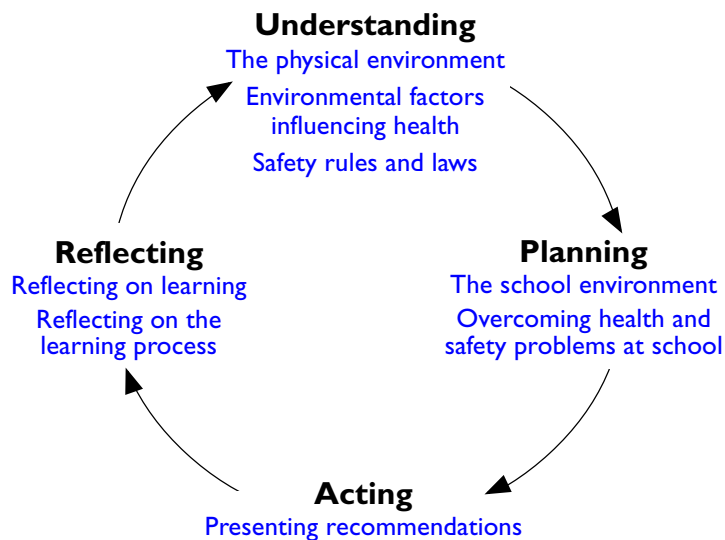 Understanding
The physical environment
Environmental factors
influencing health
Safety rules and laws
Planning
The school environment
Overcoming health and
safety problems at school
Acting
Presenting recommendations
Reflecting
Reflecting on learning
Reflecting on the
learning process